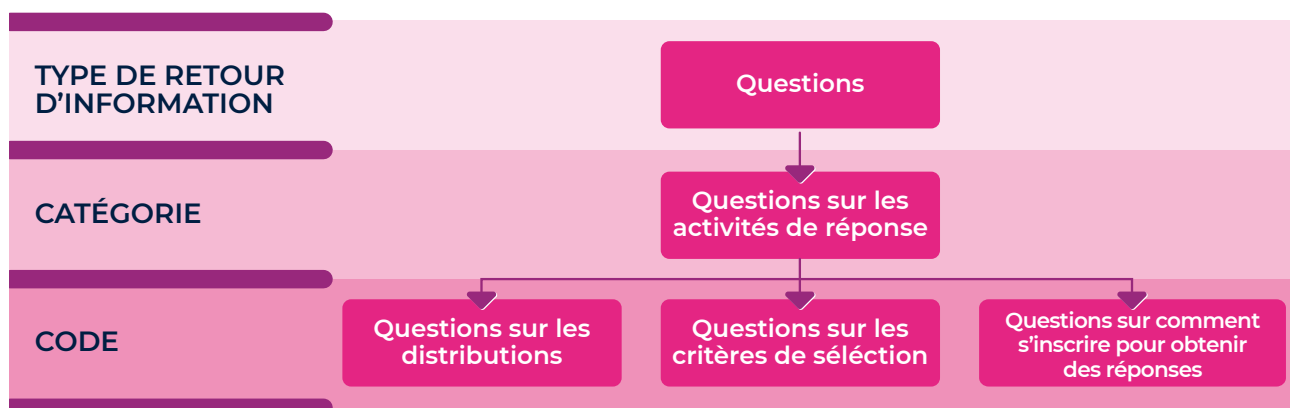 TYPE DE RETOUR
D'INFORMATION
Questions
CATÉGORIE
Questions sur les
activités de réponse
CODE
Questions sur les
distributions
Questions sur les
critères de séléction
Questions sur comment
s'inscrire pour obtenir
des réponses